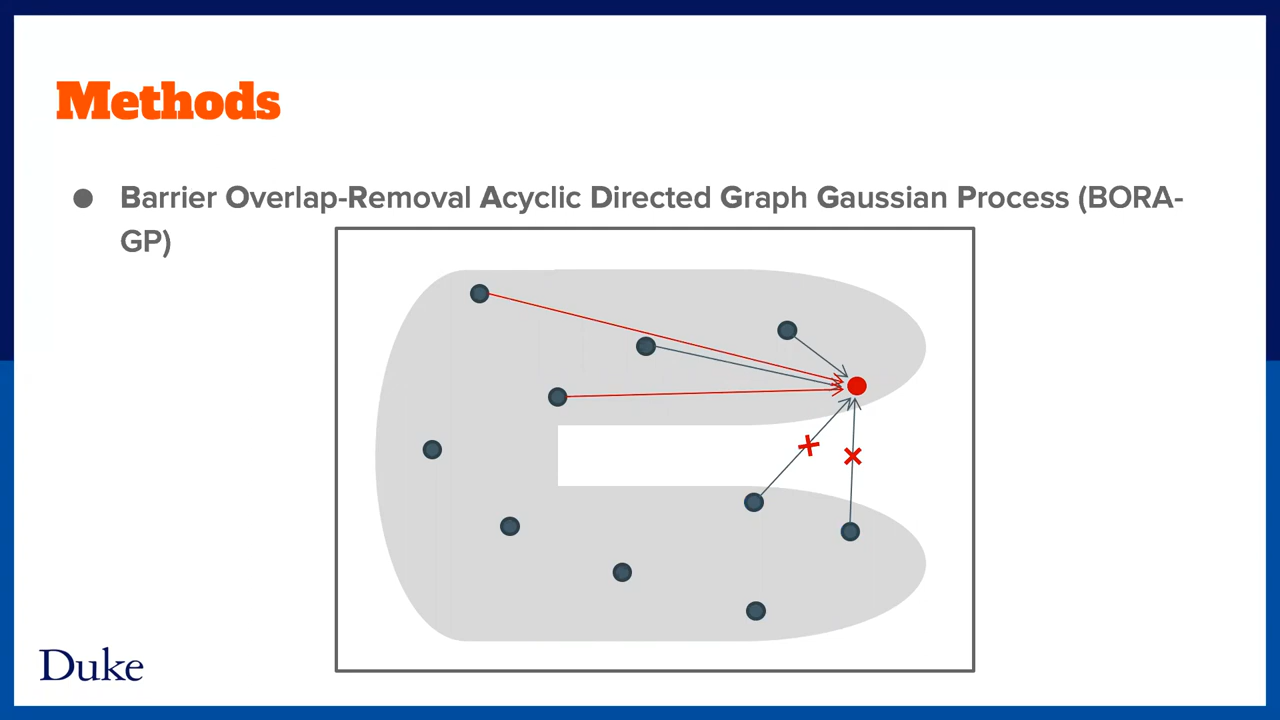 Methods
● Barrier Overlap-Removal Acyclic Directed Graph Gaussian Process (BORA-
GP)
Duke